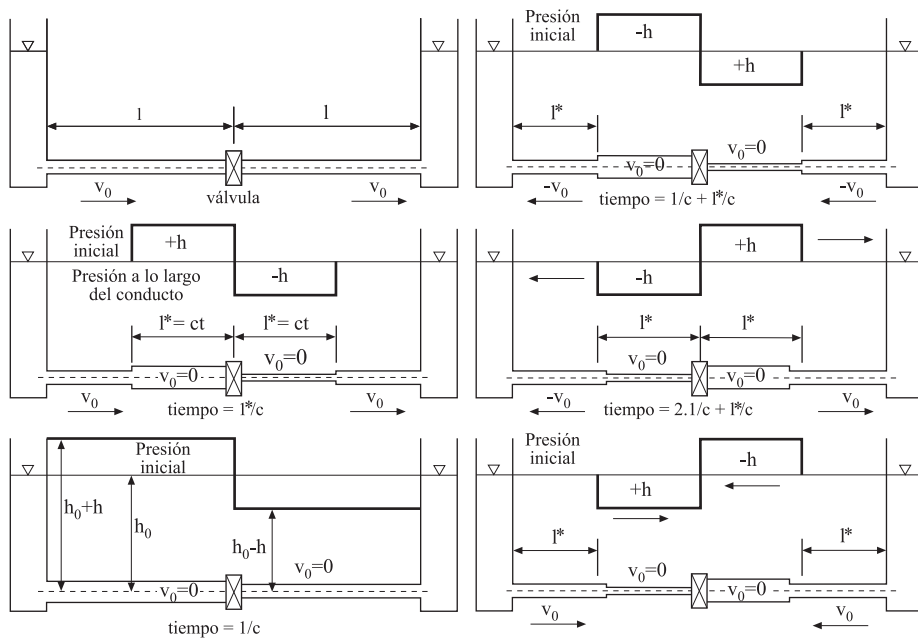 l
l
v₀
válvula
v₀
Presión
inicial
-h
+h
l*
l*
v₀=0
v₀=0
-v₀
-v₀
tiempo = l/c + l*/c
Presión
inicial
+h
-h
Presión a lo largo
del conducto
l*= ct
l*= ct
v₀=0
v₀=0
v₀
v₀
tiempo = l*/c
+h
-h
l*
l*
v₀=0
v₀=0
-v₀
v₀
tiempo = 2.l/c + l*/c
Presión
inicial
h₀+h
h₀
h₀-h
v₀=0
v₀=0
tiempo = l/c
Presión
inicial
-h
+h
l*
l*
v₀=0
v₀=0
v₀
v₀